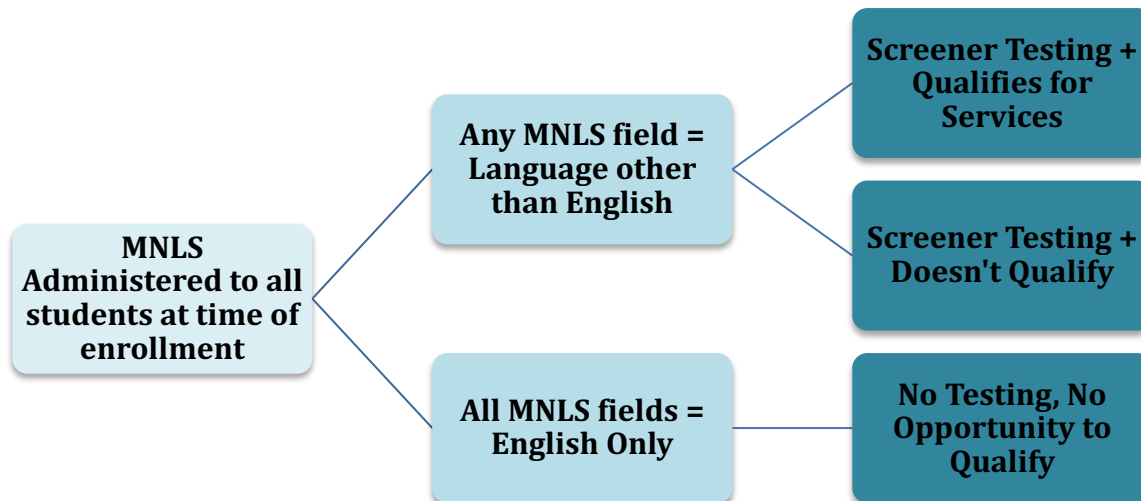 MNLS
Administered to all
students at time of
enrollment
Any MNLS field =
Language other
than English
Screener Testing +
Qualifies for
Services
Screener Testing +
Doesn't Qualify
All MNLS fields =
English Only
No Testing, No
Opportunity to
Qualify